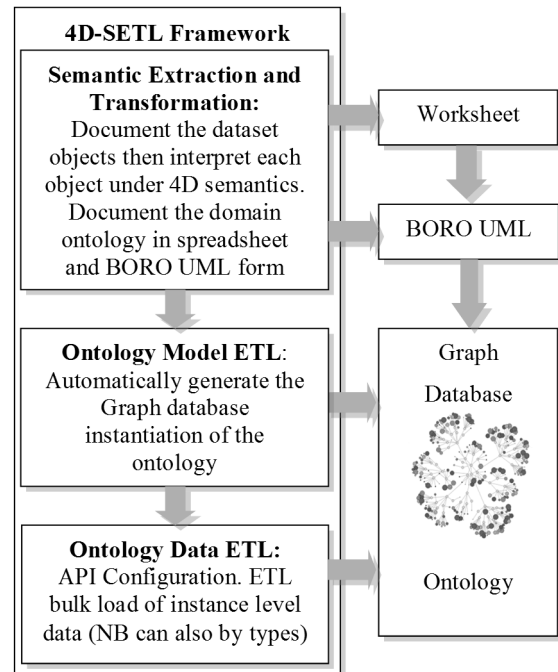 4D-SETL Framework
Semantic Extraction and
Transformation:
Document the dataset
objects then interpret each
object under 4D semantics.
Document the domain
ontology in spreadsheet
and BORO UML form
Worksheet
BORO UML
Ontology Model ETL:
Automatically generate the
Graph database
instantiation of the
ontology
Graph
Database
Ontology
Ontology Data ETL:
API Configuration. ETL
bulk load of instance level
data (NB can also by types)